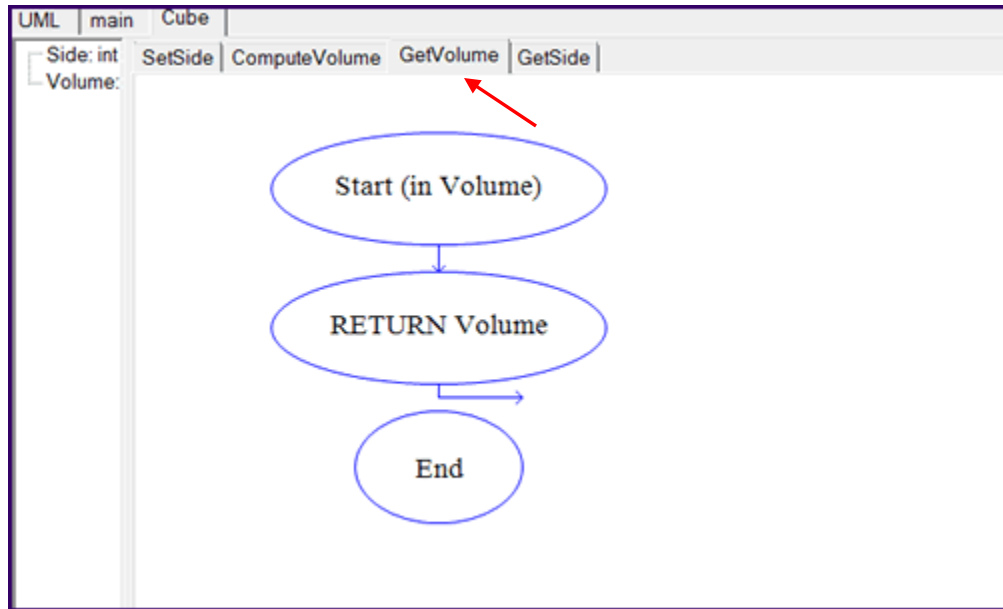 UML main Cube
Side: int
Volume:
SetSide ComputeVolume GetVolume GetSide
Start (in Volume)
RETURN Volume
End